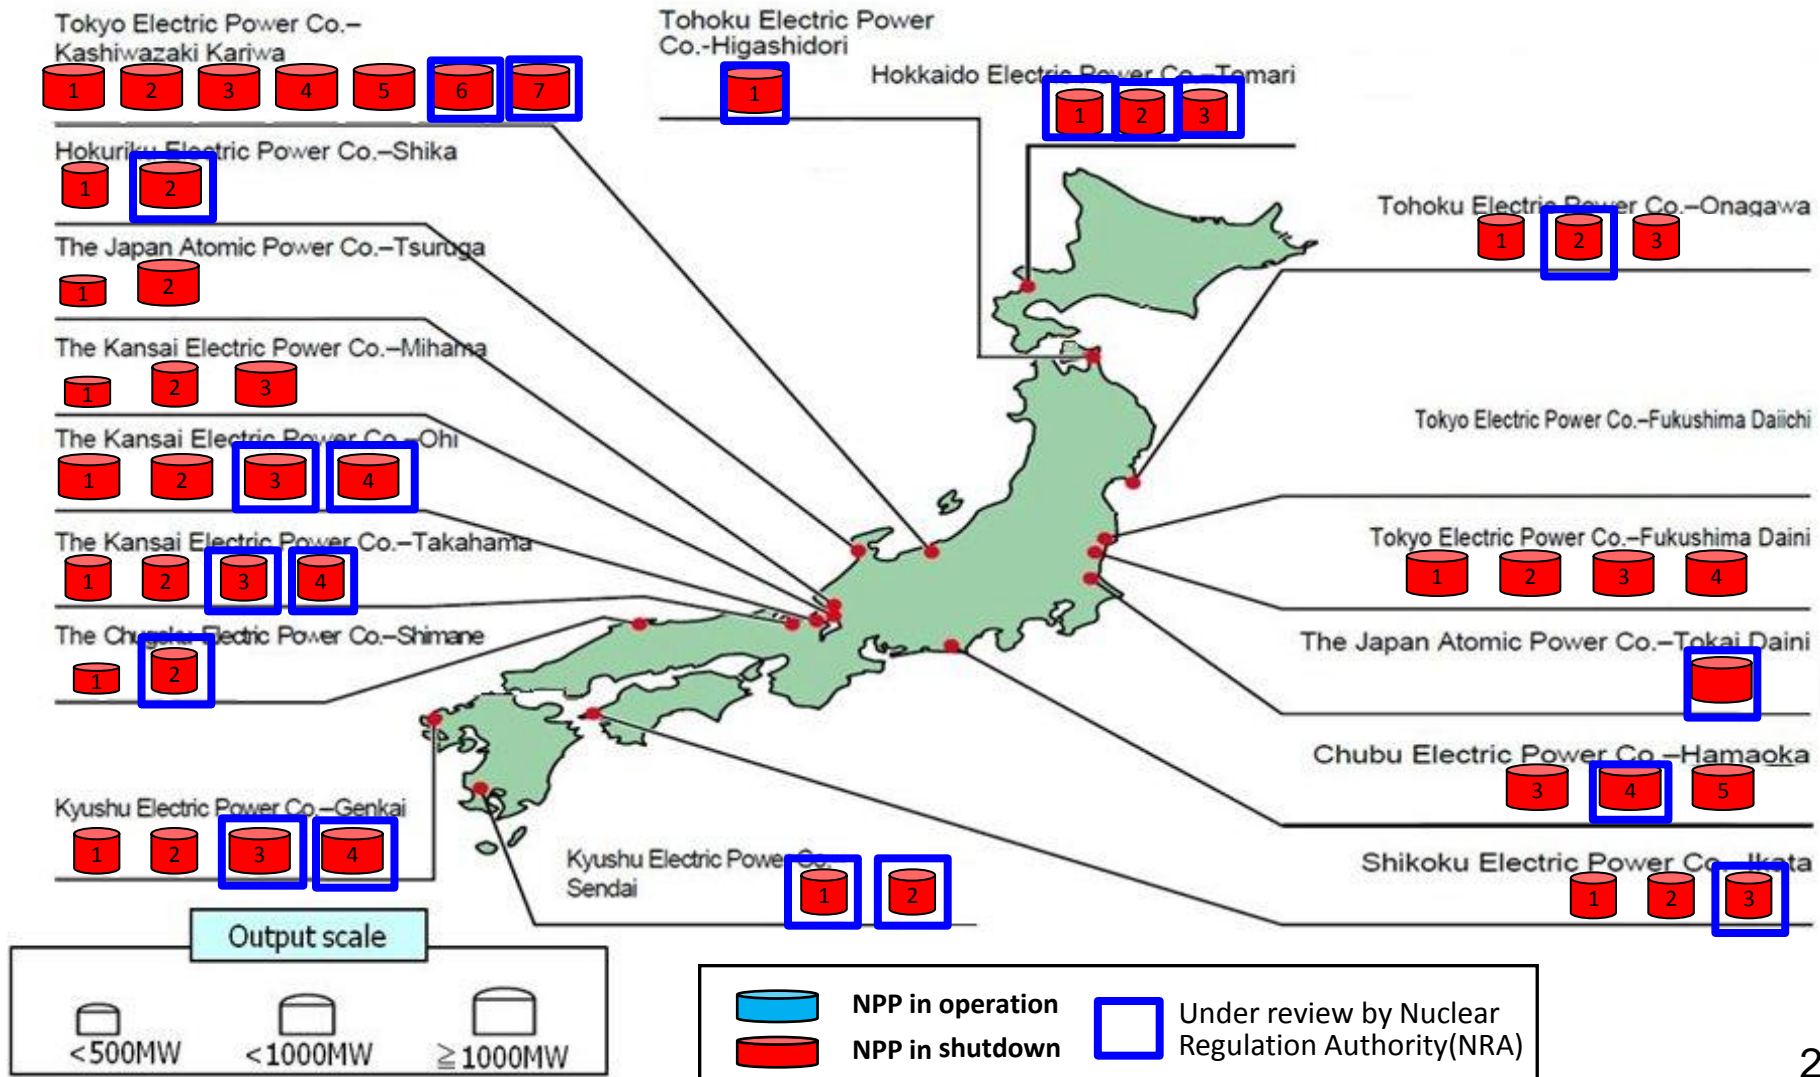 Tokyo Electric Power Co.–
Kashiwazaki Kariwa
1 2 3 4 5 6 7
Hokuriku Electric Power Co.–Shika
1 2
The Japan Atomic Power Co.–Tsuruga
1 2
The Kansai Electric Power Co.–Mihama
1 2 3
The Kansai Electric Power Co.–Ohi
1 2 3 4
The Kansai Electric Power Co.–Takahama
1 2 3 4
The Chugoku Electric Power Co.–Shimane
1 2
Kyushu Electric Power Co.–Genkai
1 2 3 4
Tohoku Electric Power
Co.-Higashidori
1
Hokkaido Electric Power Co.–Tomari
1 2 3
Tohoku Electric Power Co.–Onagawa
1 2 3
Tokyo Electric Power Co.–Fukushima Daiichi
Tokyo Electric Power Co.–Fukushima Daini
1 2 3 4
The Japan Atomic Power Co.–Tokai Daini
Chubu Electric Power Co.–Hamaoka
3 4 5
Shikoku Electric Power Co.–Ikata
1 2 3
Kyushu Electric Power Co.–
Sendai
1 2
Output scale
<500MW <1000MW ≧1000MW
NPP in operation
NPP in shutdown
Under review by Nuclear
Regulation Authority(NRA)
2